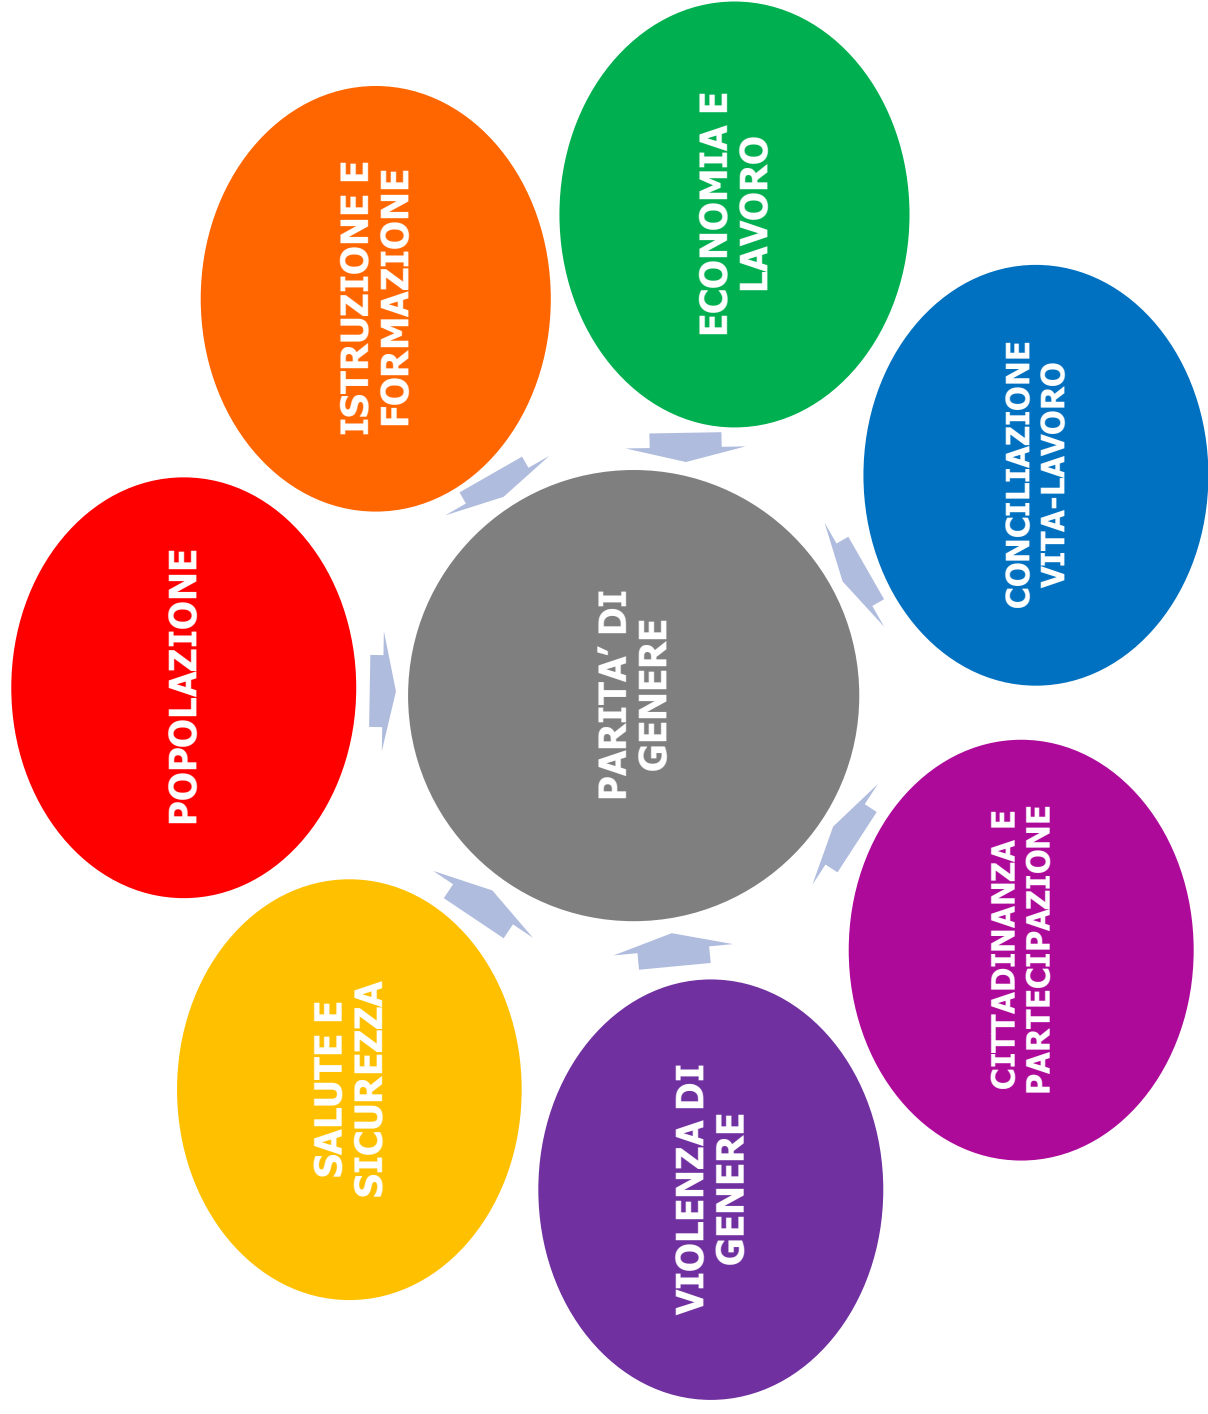 POPOLAZIONE
ISTRUZIONE E
FORMAZIONE
ECONOMIA E
LAVORO
CONCILIAZIONE
VITA-LAVORO
CITTADINANZA E
PARTECIPAZIONE
VIOLENZA DI
GENERE
SALUTE E
SICUREZZA
PARITA’ DI
GENERE